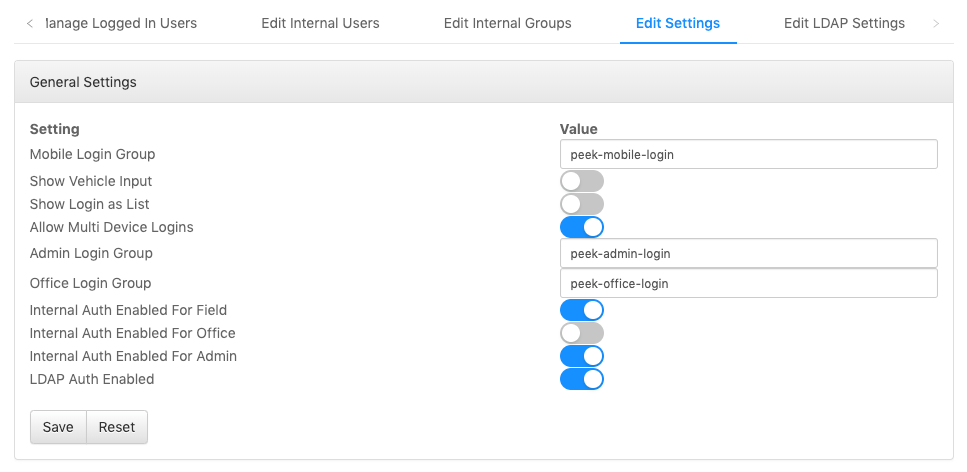 Manage Logged In Users Edit Internal Users Edit Internal Groups Edit Settings Edit LDAP Settings
General Settings
Setting Value
Mobile Login Group peek-mobile-login
Show Vehicle Input
Show Login as List
Allow Multi Device Logins
Admin Login Group peek-admin-login
Office Login Group peek-office-login
Internal Auth Enabled For Field
Internal Auth Enabled For Office
Internal Auth Enabled For Admin
LDAP Auth Enabled
Save Reset